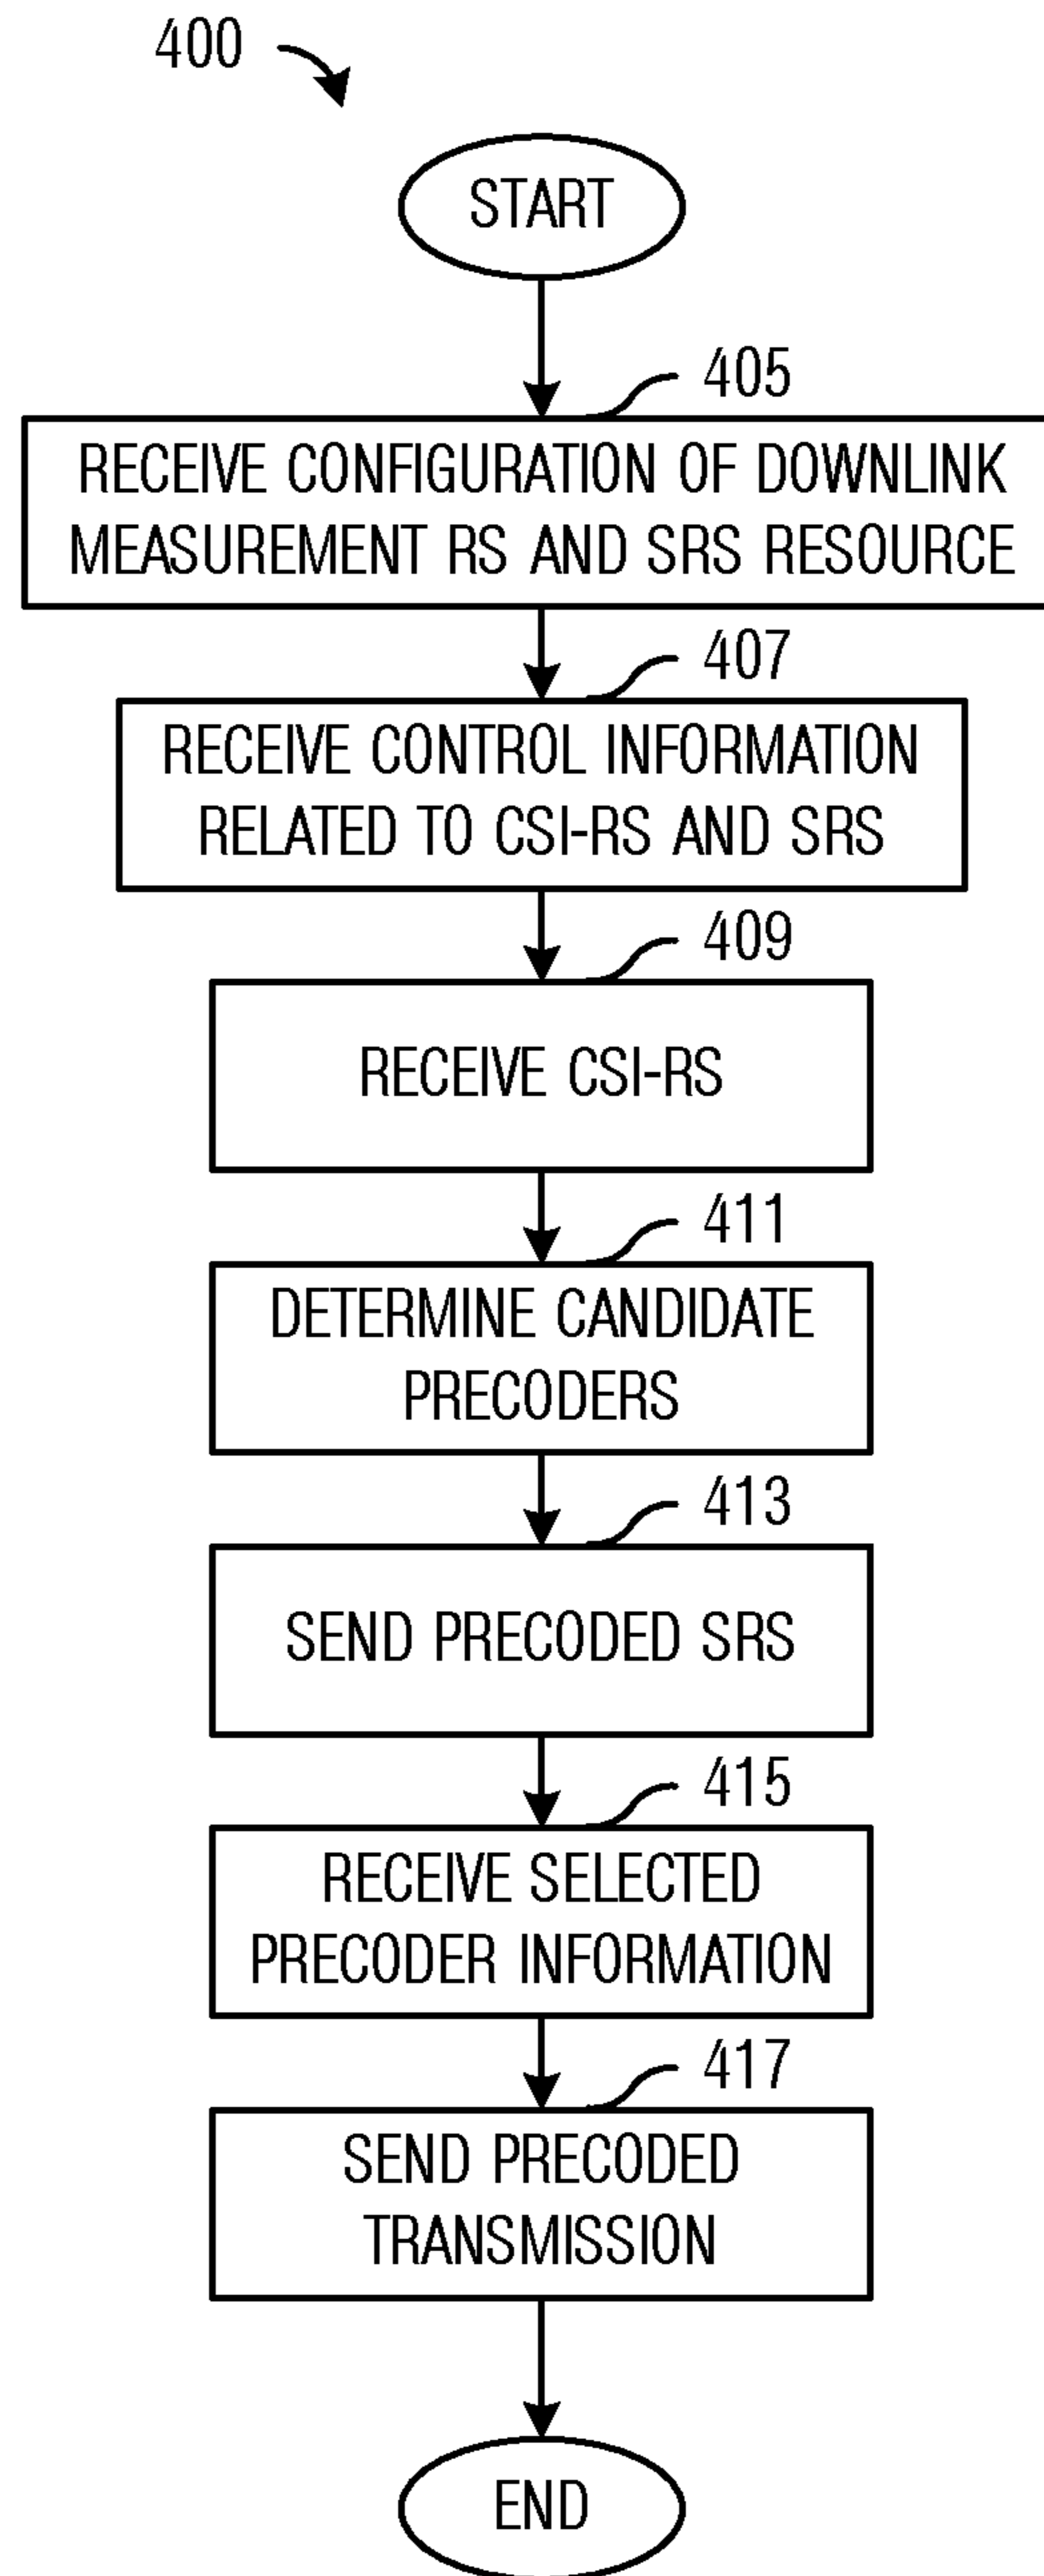 400
START
405
RECEIVE CONFIGURATION OF DOWNLINK
MEASUREMENT RS AND SRS RESOURCE
407
RECEIVE CONTROL INFORMATION
RELATED TO CSI-RS AND SRS
409
RECEIVE CSI-RS
411
DETERMINE CANDIDATE
PRECODERS
413
SEND PRECODED SRS
415
RECEIVE SELECTED
PRECODER INFORMATION
417
SEND PRECODED
TRANSMISSION
END